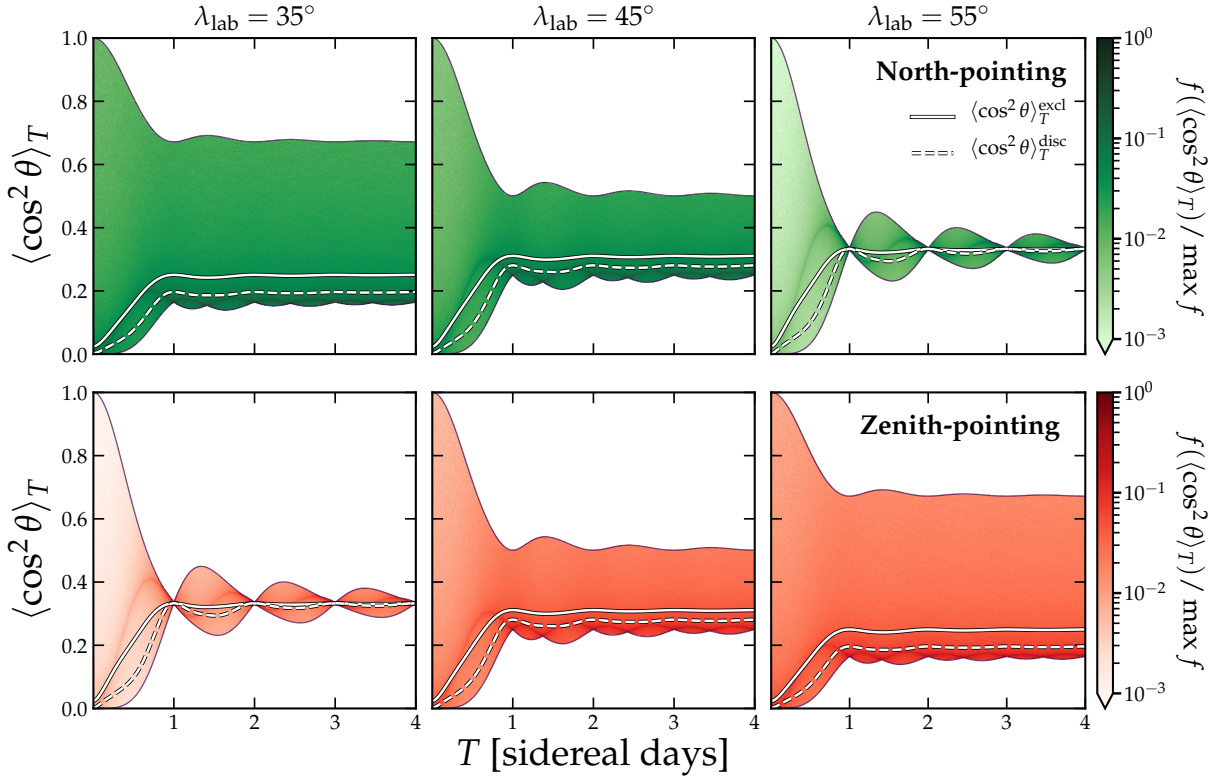 λ_lab = 35° λ_lab = 45° λ_lab = 55°
1.0
0.8
0.6
0.4
0.2
0.0
⟨cos² θ⟩_T
North-pointing
⟨cos² θ⟩_T^excl
⟨cos² θ⟩_T^disc
10⁰
10⁻¹
10⁻²
10⁻³
f(⟨cos² θ⟩_T) / max f
1.0
0.8
0.6
0.4
0.2
0.0
⟨cos² θ⟩_T
Zenith-pointing
10⁰
10⁻¹
10⁻²
10⁻³
f(⟨cos² θ⟩_T) / max f
1 2 3 4 1 2 3 4 1 2 3 4
T [sidereal days]